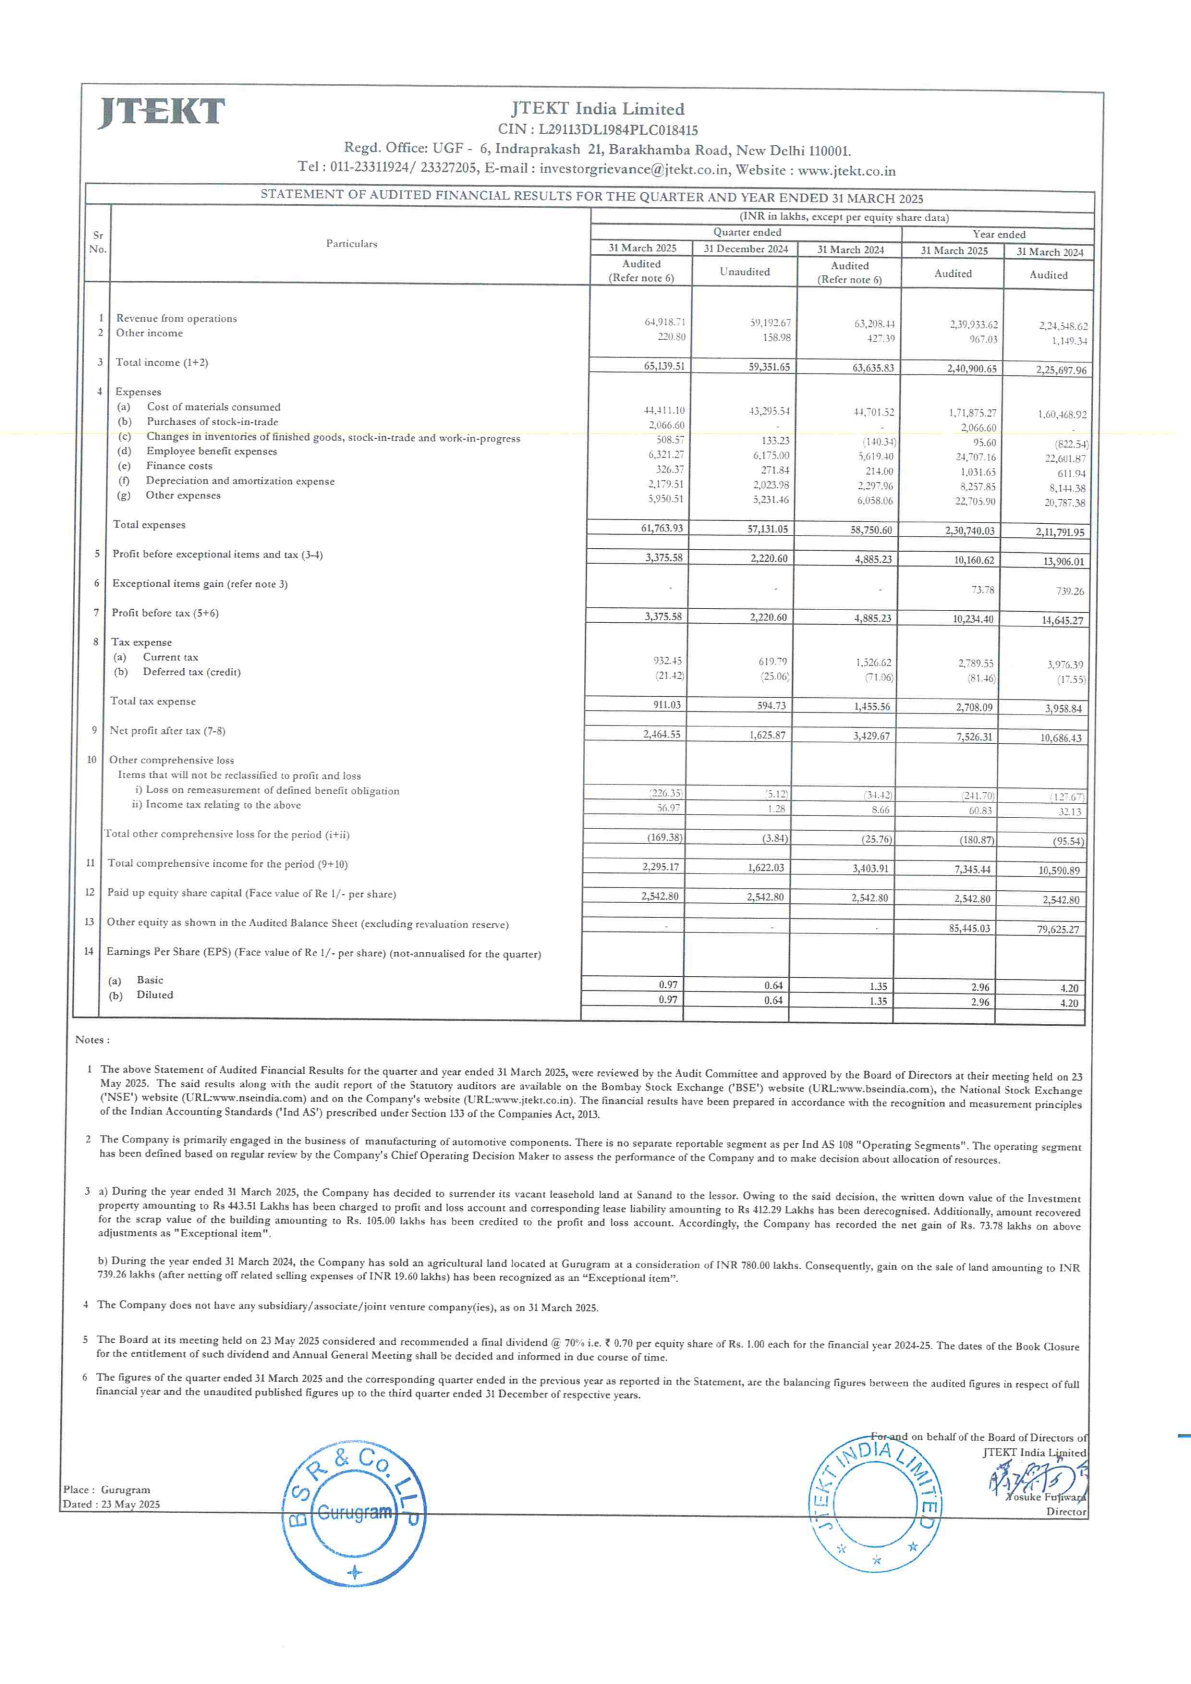 JTEKT
JTEKT India Limited
CIN : L29113DL1984PLC018415
Regd. Office: UGF - 6, Indraprakash 21, Barakhamba Road, New Delhi 110001.
Tel : 011-23311924/ 23327205, E-mail : investorgrievance@jtekt.co.in, Website : www.jtekt.co.in
STATEMENT OF AUDITED FINANCIAL RESULTS FOR THE QUARTER AND YEAR ENDED 31 MARCH 2025
(INR in lakhs, except per equity share data)
Sr No. Particulars Quarter ended Year ended
31 March 2025 31 December 2024 31 March 2024 31 March 2025 31 March 2024
Audited (Refer note 6) Unaudited Audited (Refer note 6) Audited Audited
1 Revenue from operations 64,918.71 59,192.67 63,208.44 2,39,933.62 2,24,548.62
2 Other income 220.80 158.98 427.39 967.03 1,149.34
3 Total income (1+2) 65,139.51 59,351.65 63,635.83 2,40,900.65 2,25,697.96
4 Expenses
(a) Cost of materials consumed 44,411.10 43,295.54 44,701.52 1,71,875.27 1,60,468.92
(b) Purchases of stock-in-trade 2,066.60 - - 2,066.60 -
(c) Changes in inventories of finished goods, stock-in-trade and work-in-progress 508.57 133.23 (140.34) 95.60 (822.54)
(d) Employee benefit expenses 6,321.27 6,175.00 5,619.40 24,707.16 22,601.87
(e) Finance costs 326.37 271.84 214.00 1,031.65 611.94
(f) Depreciation and amortization expense 2,179.51 2,023.98 2,297.96 8,257.85 8,144.38
(g) Other expenses 5,950.51 5,231.46 6,058.06 22,705.90 20,787.38
Total expenses 61,763.93 57,131.05 58,750.60 2,30,740.03 2,11,791.95
5 Profit before exceptional items and tax (3-4) 3,375.58 2,220.60 4,885.23 10,160.62 13,906.01
6 Exceptional items gain (refer note 3) - - - 73.78 739.26
7 Profit before tax (5+6) 3,375.58 2,220.60 4,885.23 10,234.40 14,645.27
8 Tax expense
(a) Current tax 932.45 619.79 1,526.62 2,789.55 3,976.39
(b) Deferred tax (credit) (21.42) (25.06) (71.06) (81.46) (17.55)
Total tax expense 911.03 594.73 1,455.56 2,708.09 3,958.84
9 Net profit after tax (7-8) 2,464.55 1,625.87 3,429.67 7,526.31 10,686.43
10 Other comprehensive loss
Items that will not be reclassified to profit and loss
i) Loss on remeasurement of defined benefit obligation (226.35) (5.12) (34.42) (241.70) (127.67)
ii) Income tax relating to the above 56.97 1.28 8.66 60.83 32.13
Total other comprehensive loss for the period (i+ii) (169.38) (3.84) (25.76) (180.87) (95.54)
11 Total comprehensive income for the period (9+10) 2,295.17 1,622.03 3,403.91 7,345.44 10,590.89
12 Paid up equity share capital (Face value of Re 1/- per share) 2,542.80 2,542.80 2,542.80 2,542.80 2,542.80
13 Other equity as shown in the Audited Balance Sheet (excluding revaluation reserve) - - - 85,445.03 79,625.27
14 Earnings Per Share (EPS) (Face value of Re 1/- per share) (not-annualised for the quarter)
(a) Basic 0.97 0.64 1.35 2.96 4.20
(b) Diluted 0.97 0.64 1.35 2.96 4.20
Notes :
1 The above Statement of Audited Financial Results for the quarter and year ended 31 March 2025, were reviewed by the Audit Committee and approved by the Board of Directors at their meeting held on 23
May 2025. The said results along with the audit report of the Statutory auditors are available on the Bombay Stock Exchange ('BSE') website (URL:www.bseindia.com), the National Stock Exchange
('NSE') website (URL:www.nseindia.com) and on the Company's website (URL:www.jtekt.co.in). The financial results have been prepared in accordance with the recognition and measurement principles
of the Indian Accounting Standards ('Ind AS') prescribed under Section 133 of the Companies Act, 2013.
2 The Company is primarily engaged in the business of manufacturing of automotive components. There is no separate reportable segment as per Ind AS 108 "Operating Segments". The operating segment
has been defined based on regular review by the Company's Chief Operating Decision Maker to assess the performance of the Company and to make decision about allocation of resources.
3 a) During the year ended 31 March 2025, the Company has decided to surrender its vacant leasehold land at Sanand to the lessor. Owing to the said decision, the written down value of the Investment
property amounting to Rs 443.51 Lakhs has been charged to profit and loss account and corresponding lease liability amounting to Rs 412.29 Lakhs has been derecognised. Additionally, amount recovered
for the scrap value of the building amounting to Rs. 105.00 lakhs has been credited to the profit and loss account. Accordingly, the Company has recorded the net gain of Rs. 73.78 lakhs on above
adjustments as "Exceptional item".
b) During the year ended 31 March 2024, the Company has sold an agricultural land located at Gurugram at a consideration of INR 780.00 lakhs. Consequently, gain on the sale of land amounting to INR
739.26 lakhs (after netting off related selling expenses of INR 19.60 lakhs) has been recognized as an “Exceptional item”.
4 The Company does not have any subsidiary/associate/joint venture company(ies), as on 31 March 2025.
5 The Board at its meeting held on 23 May 2025 considered and recommended a final dividend @ 70% i.e. ₹ 0.70 per equity share of Rs. 1.00 each for the financial year 2024-25. The dates of the Book Closure
for the entitlement of such dividend and Annual General Meeting shall be decided and informed in due course of time.
6 The figures of the quarter ended 31 March 2025 and the corresponding quarter ended in the previous year as reported in the Statement, are the balancing figures between the audited figures in respect of full
financial year and the unaudited published figures up to the third quarter ended 31 December of respective years.
For and on behalf of the Board of Directors of
JTEKT India Limited
Yosuke Fujiwara
Director
Place : Gurugram
Dated : 23 May 2025
B S R & Co. LLP
Gurugram
JTEKT INDIA LIMITED